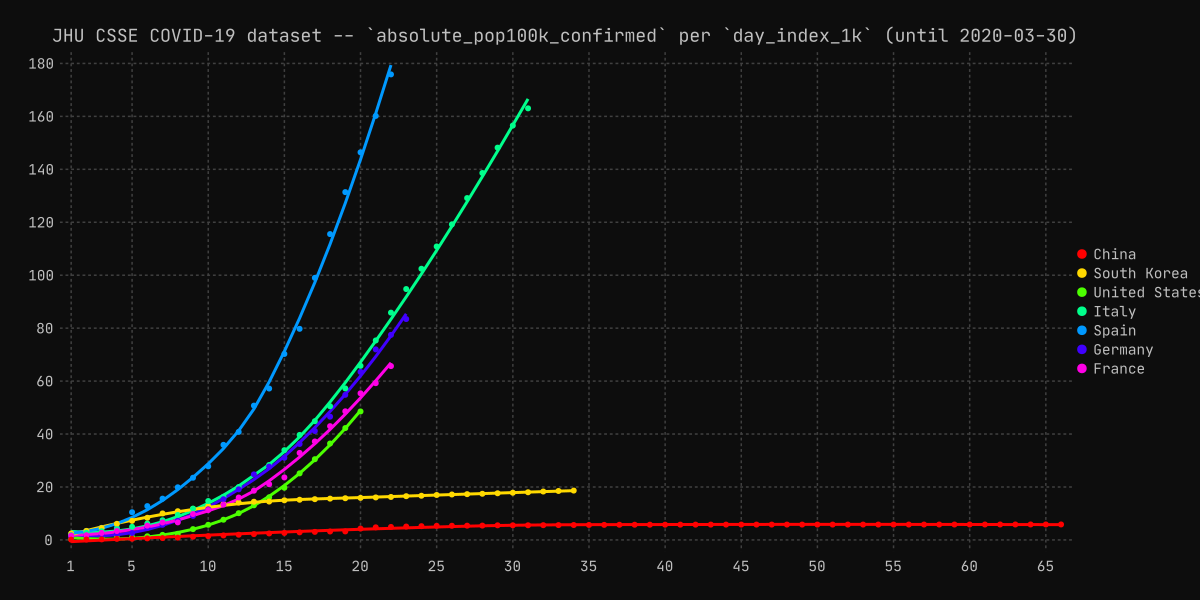 JHU CSSE COVID-19 dataset -- `absolute_pop100k_confirmed` per `day_index_1k` (until 2020-03-30)
180
160
140
120
100
80
60
40
20
0
1 5 10 15 20 25 30 35 40 45 50 55 60 65
China
South Korea
United States
Italy
Spain
Germany
France